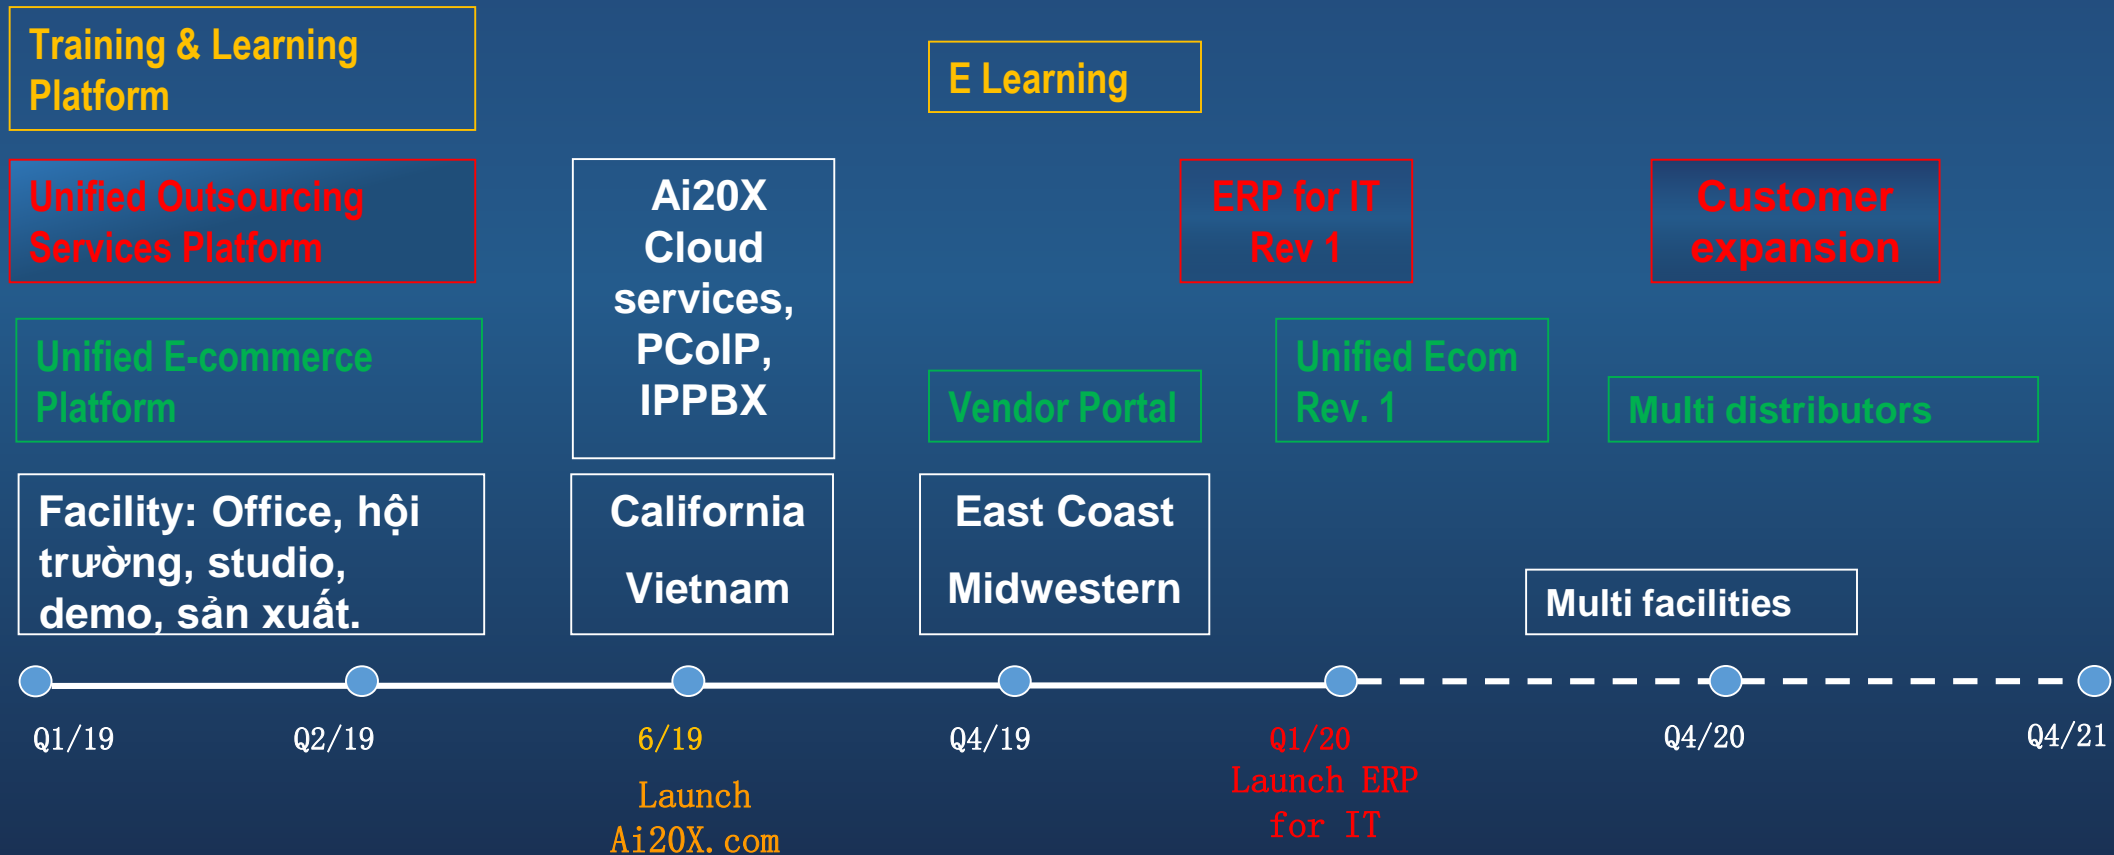 Training & Learning
Platform
E Learning
Unified Outsourcing
Services Platform
Ai20X
Cloud
services,
PCoIP,
IPPBX
ERP for IT
Rev 1
Customer
expansion
Unified E-commerce
Platform
Vendor Portal
Unified Ecom
Rev. 1
Multi distributors
Facility: Office, hội
trường, studio,
demo, sản xuất.
California
Vietnam
East Coast
Midwestern
Multi facilities
Q1/19
Q2/19
6/19
Launch
Ai20X.com
Q4/19
Q1/20
Launch ERP
for IT
Q4/20
Q4/21